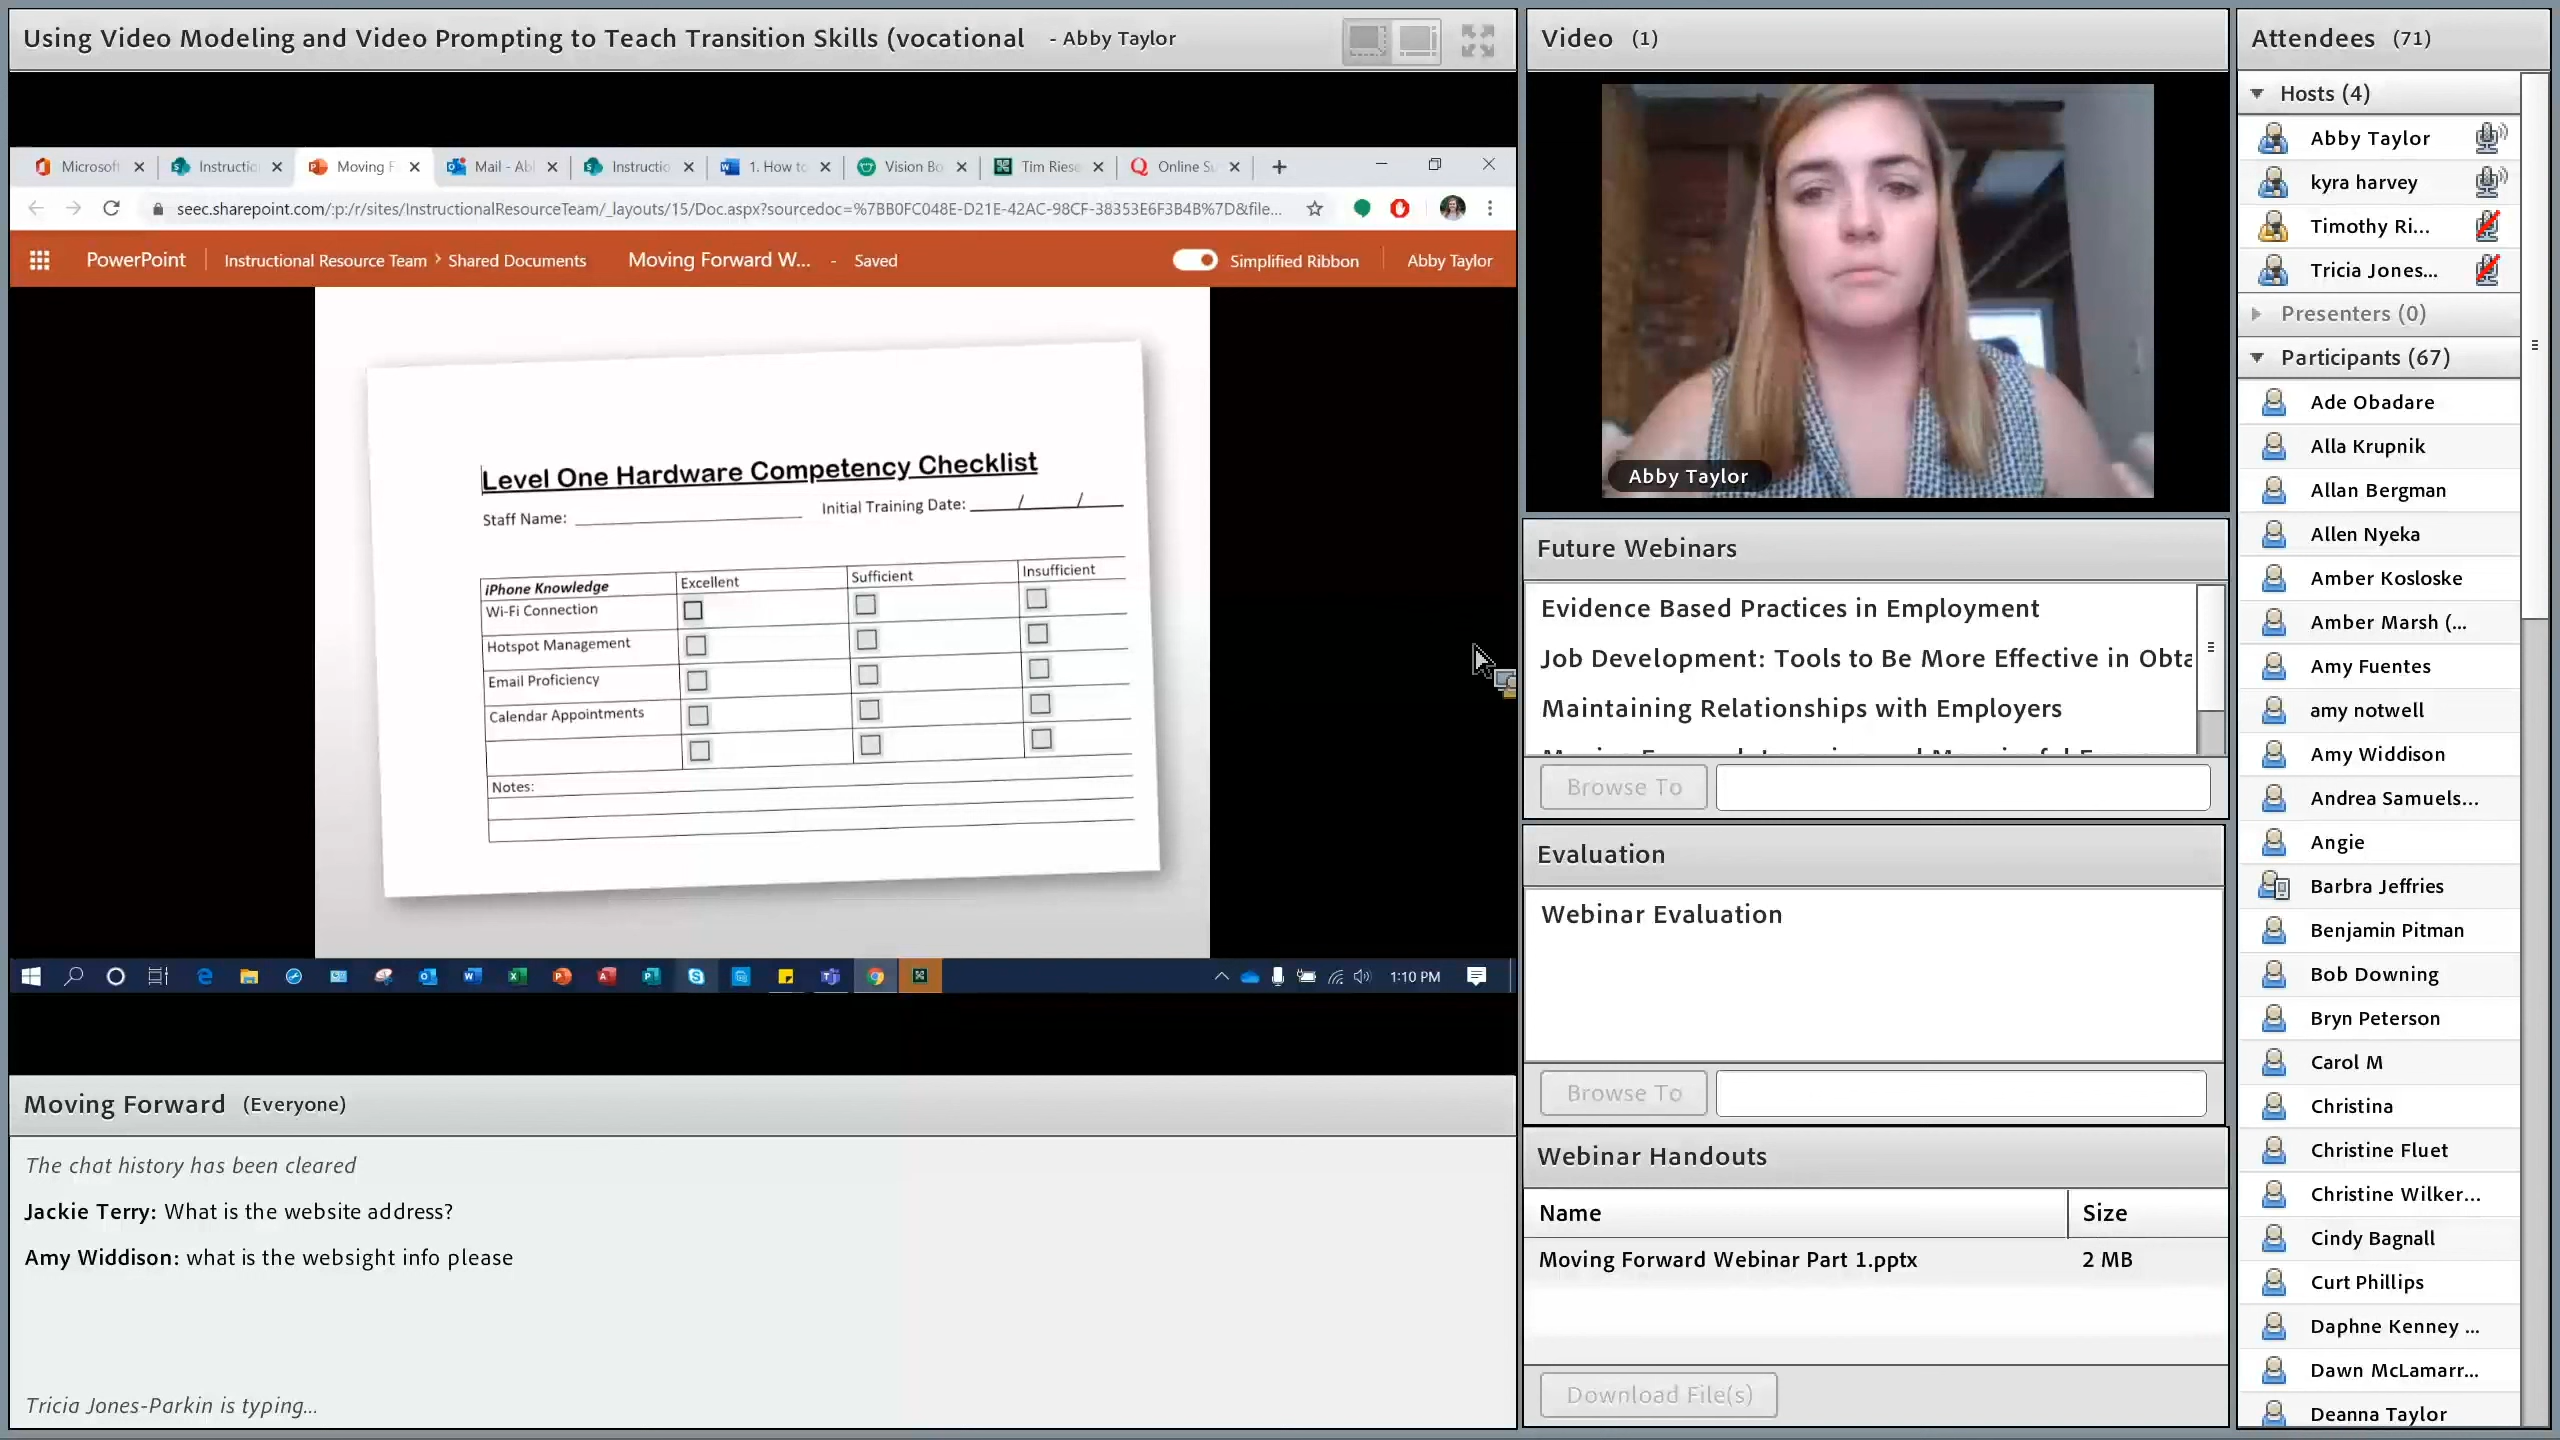 Using Video Modeling and Video Prompting to Teach Transition Skills (vocational - Abby Taylor
Microsoft
Instructio
Moving F
Mail - Ab
Instructio
1. How to
Vision Bo
Tim Riese
Online Su
seec.sharepoint.com/:p:/r/sites/InstructionalResourceTeam/_layouts/15/Doc.aspx?sourcedoc=%7BB0FC048E-D21E-42AC-98CF-38353E6F3B4B%7D&file...
PowerPoint
Instructional Resource Team > Shared Documents
Moving Forward W... - Saved
Simplified Ribbon
Abby Taylor
Level One Hardware Competency Checklist
Staff Name: Initial Training Date: / /
iPhone Knowledge Excellent Sufficient Insufficient
Wi-Fi Connection
Hotspot Management
Email Proficiency
Calendar Appointments
Notes:
1:10 PM
Moving Forward (Everyone)
The chat history has been cleared
Jackie Terry: What is the website address?
Amy Widdison: what is the websight info please
Tricia Jones-Parkin is typing...
Video (1)
Abby Taylor
Future Webinars
Evidence Based Practices in Employment
Job Development: Tools to Be More Effective in Obta
Maintaining Relationships with Employers
Browse To
Evaluation
Webinar Evaluation
Browse To
Webinar Handouts
Name Size
Moving Forward Webinar Part 1.pptx 2 MB
Download File(s)
Attendees (71)
Hosts (4)
Abby Taylor
kyra harvey
Timothy Ri...
Tricia Jones...
Presenters (0)
Participants (67)
Ade Obadare
Alla Krupnik
Allan Bergman
Allen Nyeka
Amber Kosloske
Amber Marsh (...
Amy Fuentes
amy notwell
Amy Widdison
Andrea Samuels...
Angie
Barbra Jeffries
Benjamin Pitman
Bob Downing
Bryn Peterson
Carol M
Christina
Christine Fluet
Christine Wilker...
Cindy Bagnall
Curt Phillips
Daphne Kenney ...
Dawn McLamarr...
Deanna Taylor